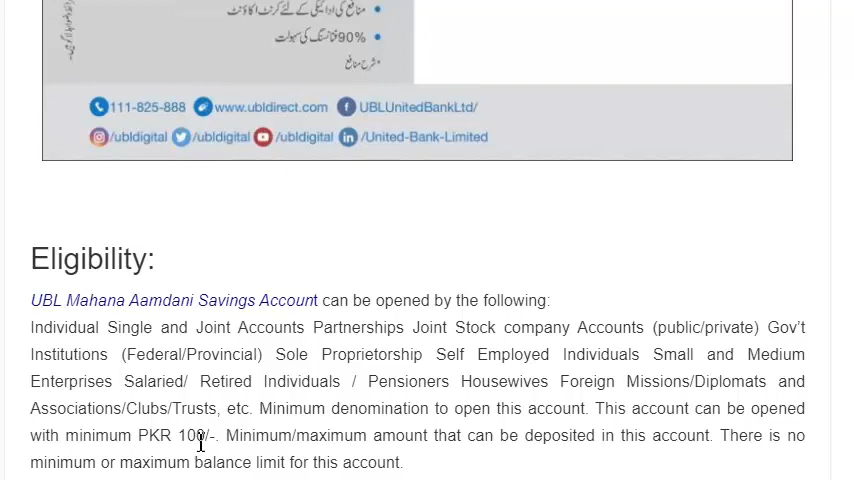 منافع کی ادائیگی کے لئے کرنٹ اکاؤنٹ
90% فنانسنگ کی سہولت
*شرح منافع
111-825-888 www.ubldirect.com UBLUnitedBankLtd/
/ubldigital /ubldigital /ubldigital /United-Bank-Limited
Eligibility:
UBL Mahana Aamdani Savings Account can be opened by the following:
Individual Single and Joint Accounts Partnerships Joint Stock company Accounts (public/private) Gov’t
Institutions (Federal/Provincial) Sole Proprietorship Self Employed Individuals Small and Medium
Enterprises Salaried/ Retired Individuals / Pensioners Housewives Foreign Missions/Diplomats and
Associations/Clubs/Trusts, etc. Minimum denomination to open this account. This account can be opened
with minimum PKR 100/-. Minimum/maximum amount that can be deposited in this account. There is no
minimum or maximum balance limit for this account.